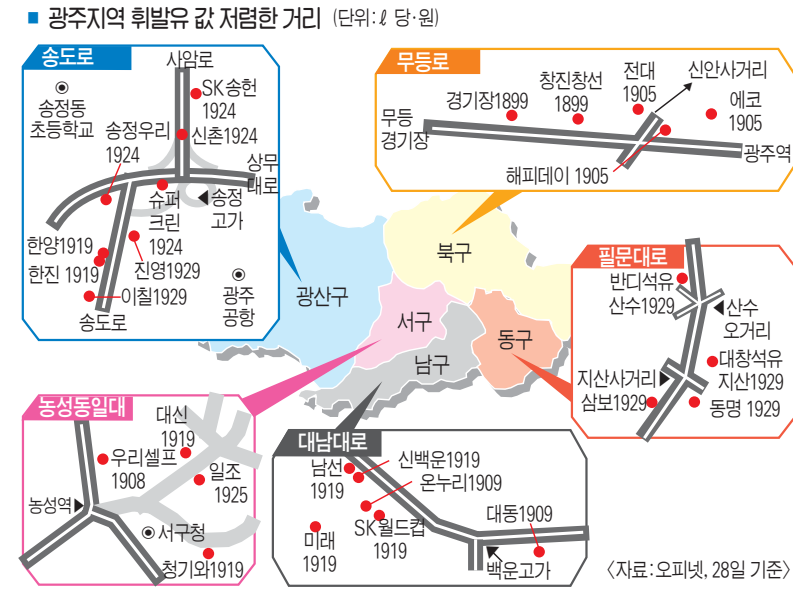 ■ 광주지역 휘발유 값 저렴한 거리 (단위:ℓ 당·원)
송도로
사암로
SK송헌
1924
송정동
초등학교
송정우리
1924
신촌1924
상무
대로
슈퍼
크린
1924
송정
고가
한양1919
한진 1919
진영1929
이칠1929
송도로
광주
공항
무등로
무등
경기장
경기장1899
창진창선
1899
전대
1905
신안사거리
에코
1905
광주역
해피데이 1905
광산구
북구
서구
남구
동구
필문대로
반디석유
산수1929
산수
오거리
대창석유
지산1929
지산사거리
삼보1929
동명 1929
농성동일대
대신
1919
우리셀프
1908
일조
1925
농성역
서구청
청기와1919
대남대로
남선
1919
신백운1919
온누리1909
SK월드컵
1919
미래
1919
대동1909
백운고가
〈자료:오피넷, 28일 기준〉